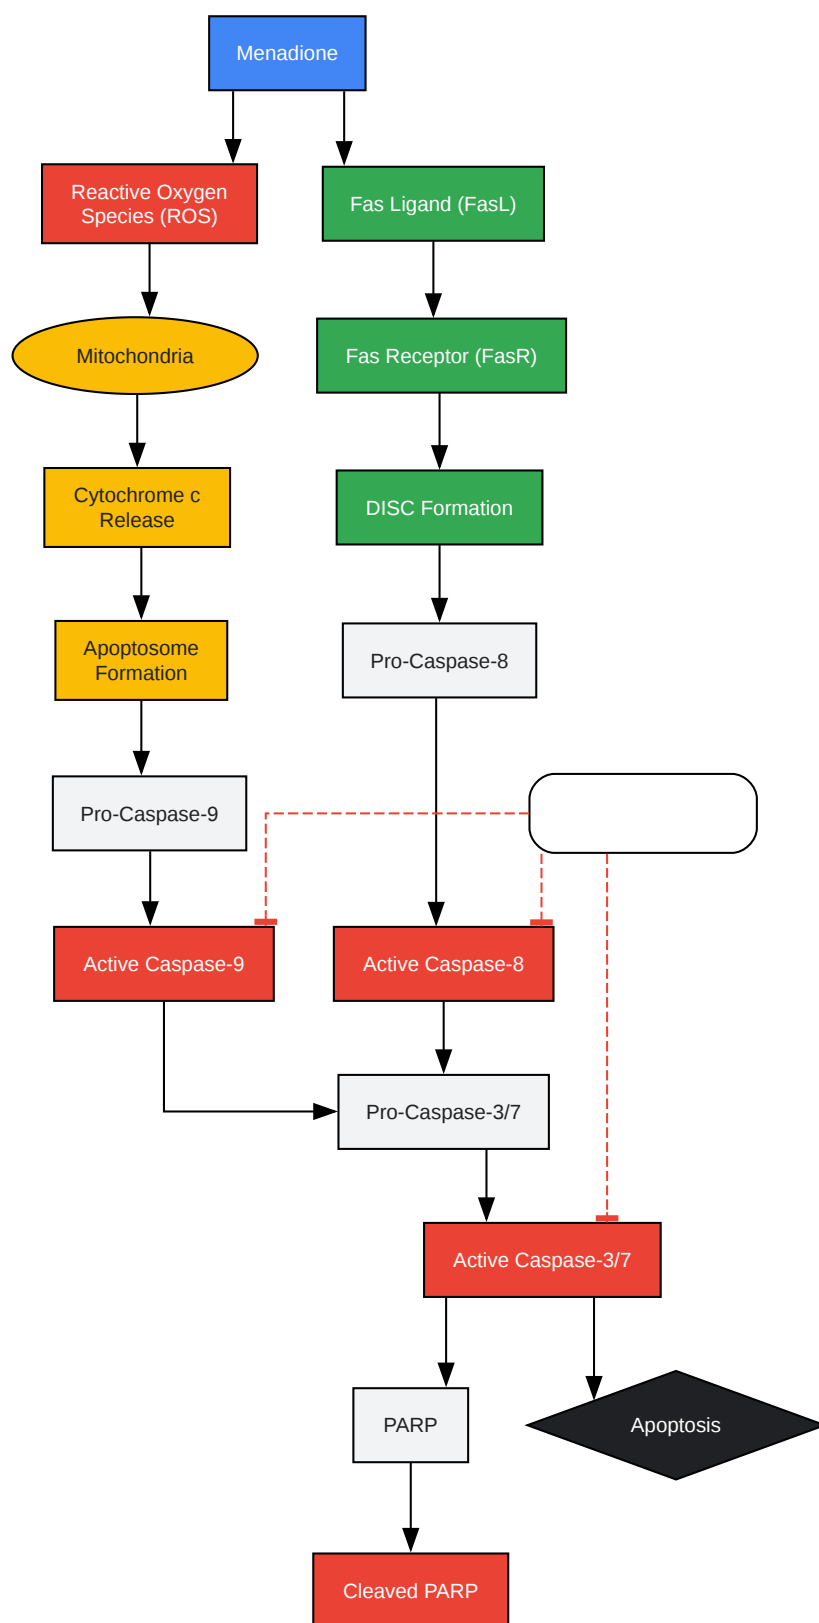 Menadione
Reactive Oxygen
Species (ROS)
Fas Ligand (FasL)
Mitochondria
Fas Receptor (FasR)
Cytochrome c
Release
DISC Formation
Apoptosome
Formation
Pro-Caspase-8
Pro-Caspase-9
Active Caspase-9
Active Caspase-8
Pro-Caspase-3/7
Active Caspase-3/7
PARP
Apoptosis
Cleaved PARP